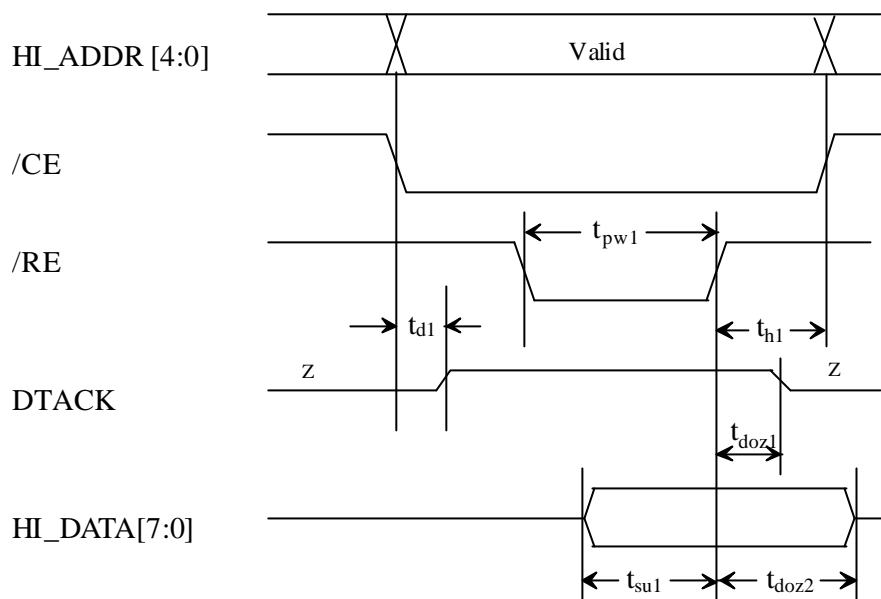 HI_ADDR [4:0]
Valid
/CE
/RE
tpw1
td1
th1
Z
Z
DTACK
tdoz1
HI_DATA[7:0]
tsu1
tdoz2